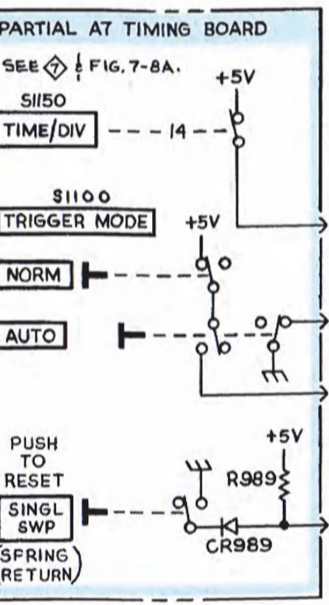 PARTIAL A7 TIMING BOARD
SEE 7 & FIG. 7-8A.
+5V
S1150
TIME/DIV
14
S1100
TRIGGER MODE
+5V
NORM
AUTO
+5V
PUSH
TO
RESET
R989
SINGL
SWP
CR989
(SPRING
RETURN)